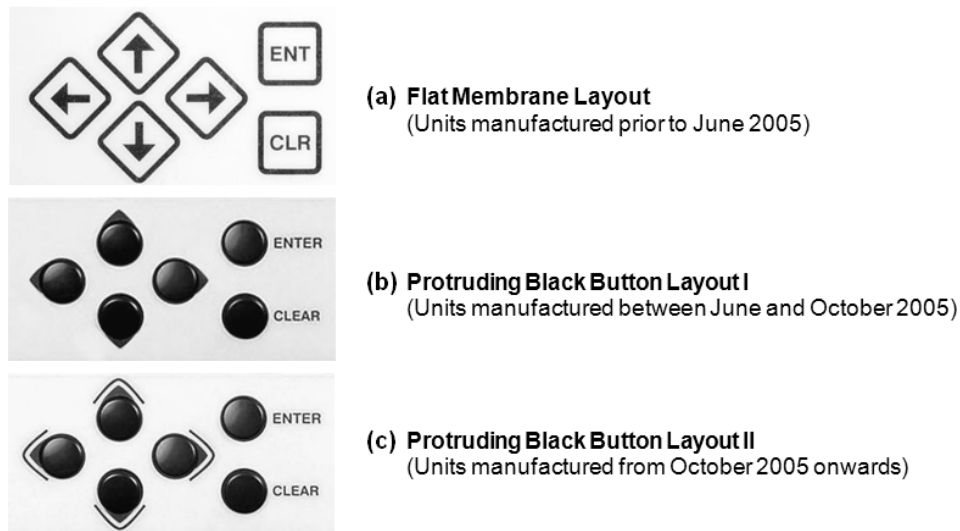 ENT
CLR
(a) Flat Membrane Layout
(Units manufactured prior to June 2005)
ENTER
CLEAR
(b) Protruding Black Button Layout I
(Units manufactured between June and October 2005)
ENTER
CLEAR
(c) Protruding Black Button Layout II
(Units manufactured from October 2005 onwards)